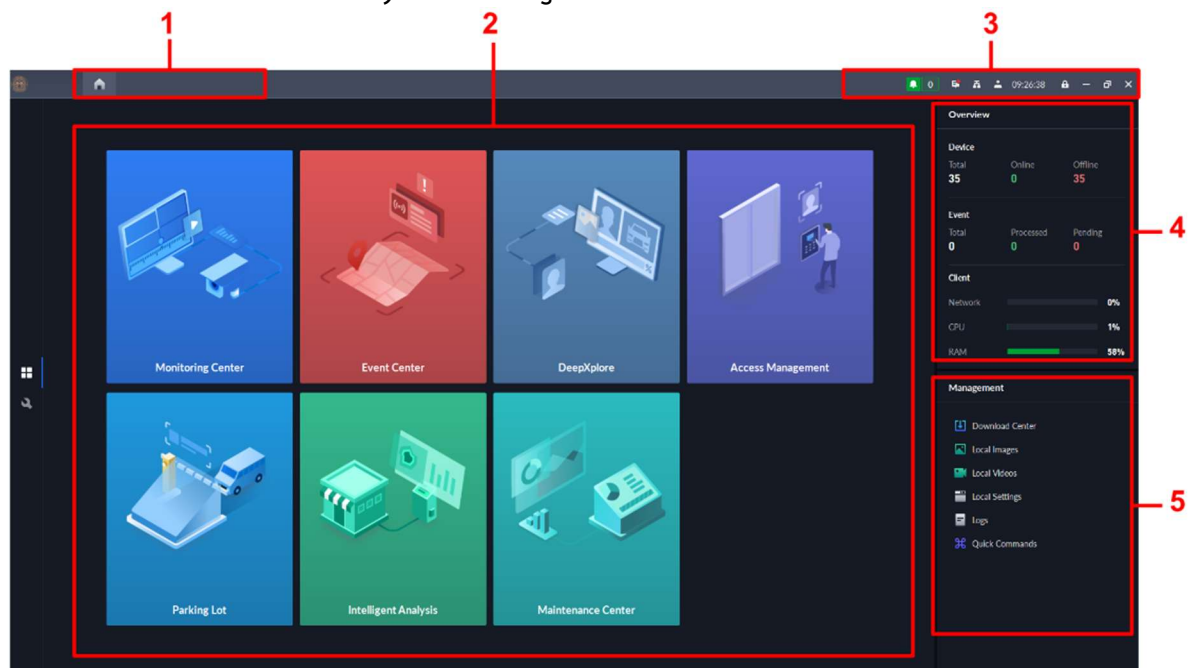 1
2
3
0
09:26:38
Overview
Device
Total Online Offline
35 0 35
Event
Total Processed Pending
0 0 0
4
Client
Network 0%
CPU 1%
RAM 58%
Monitoring Center
Event Center
DeepXplore
Access Management
Management
Download Center
Local Images
Local Videos
Local Settings
5
Logs
Quick Commands
Parking Lot
Intelligent Analysis
Maintenance Center